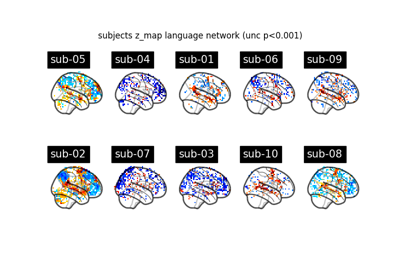 subjects z_map language network (unc p<0.001)
sub-05 sub-04 sub-01 sub-06 sub-09
sub-02 sub-07 sub-03 sub-10 sub-08